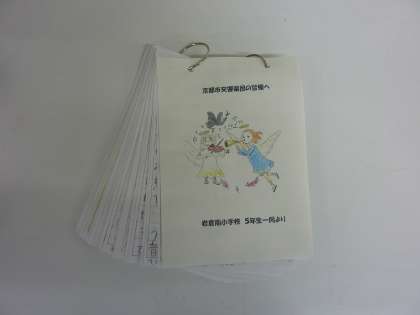 京都市交響楽団の皆様へ
岩倉南小学校 5年生一同より